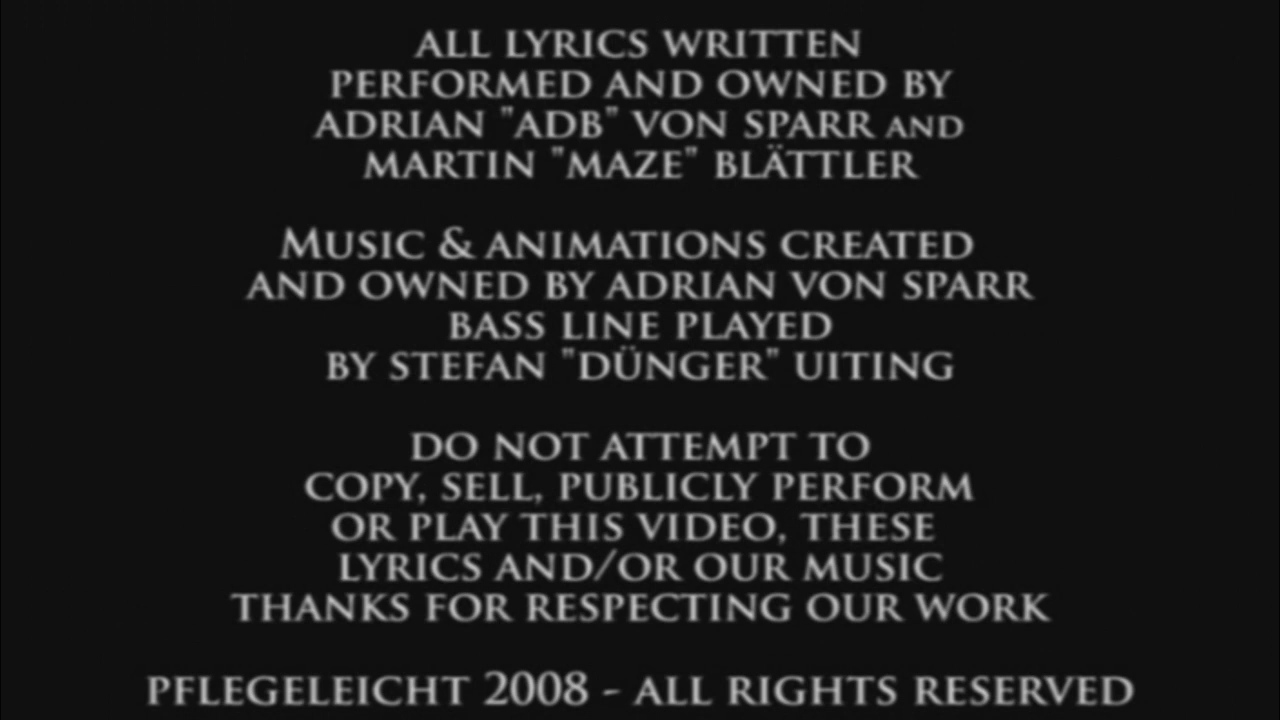 ALL LYRICS WRITTEN
PERFORMED AND OWNED BY
ADRIAN "ADB" VON SPARR AND
MARTIN "MAZE" BLÄTTLER
MUSIC & ANIMATIONS CREATED
AND OWNED BY ADRIAN VON SPARR
BASS LINE PLAYED
BY STEFAN "DÜNGER" UITING
DO NOT ATTEMPT TO
COPY, SELL, PUBLICLY PERFORM
OR PLAY THIS VIDEO, THESE
LYRICS AND/OR OUR MUSIC
THANKS FOR RESPECTING OUR WORK
PFLEGELEICHT 2008 - ALL RIGHTS RESERVED